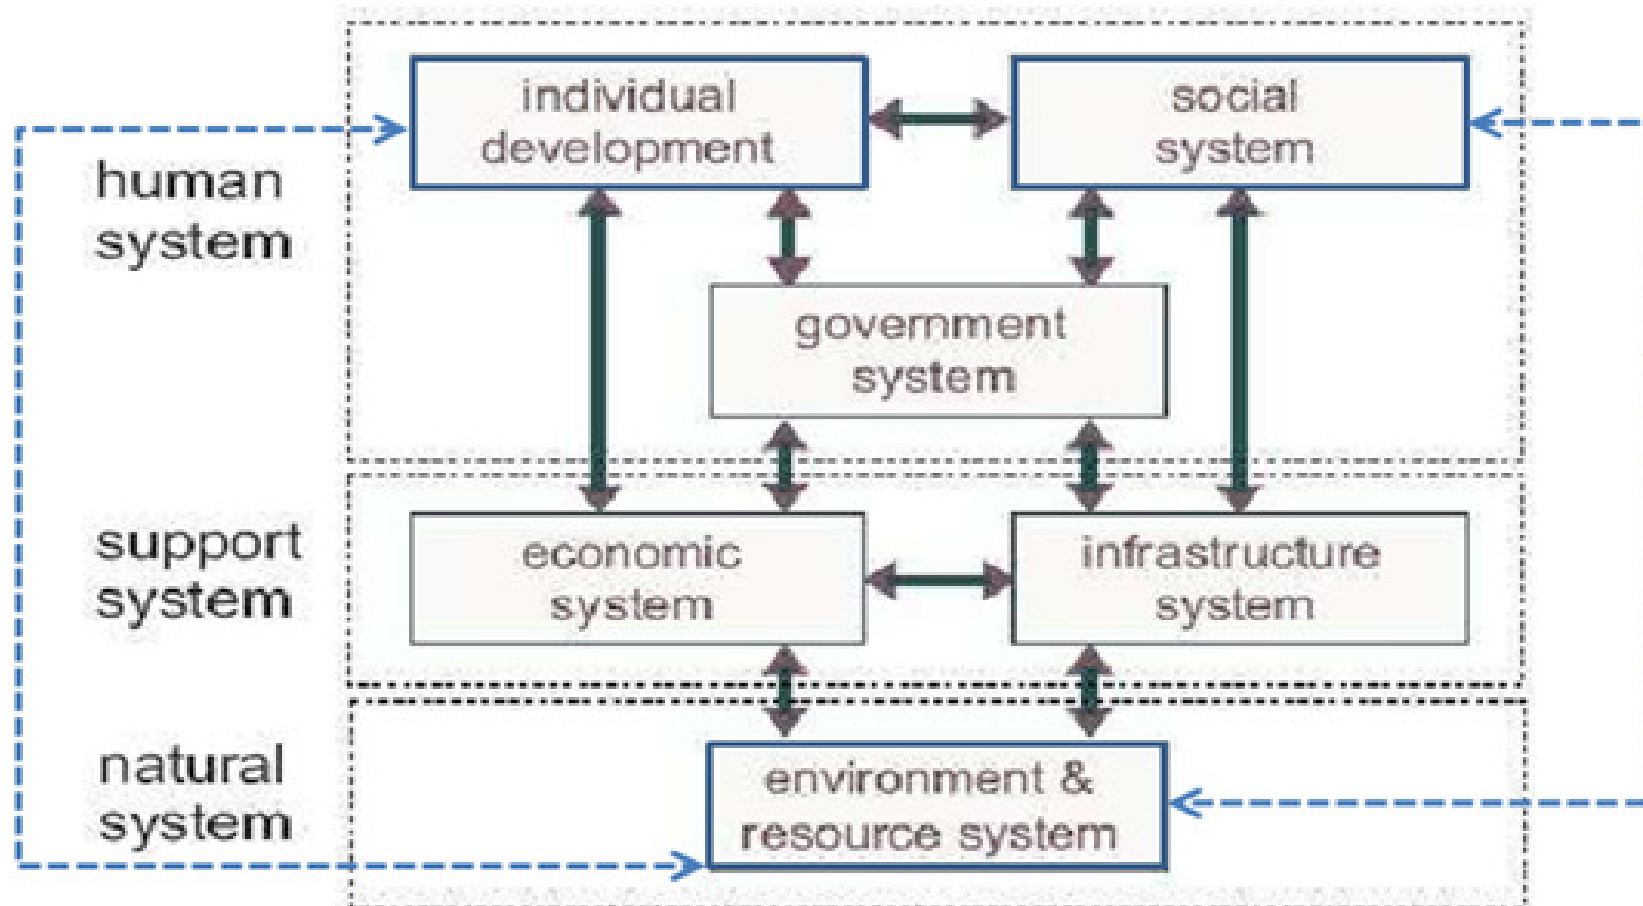 individual
development
social
system
human
system
government
system
support
system
economic
system
infrastructure
system
natural
system
environment &
resource system